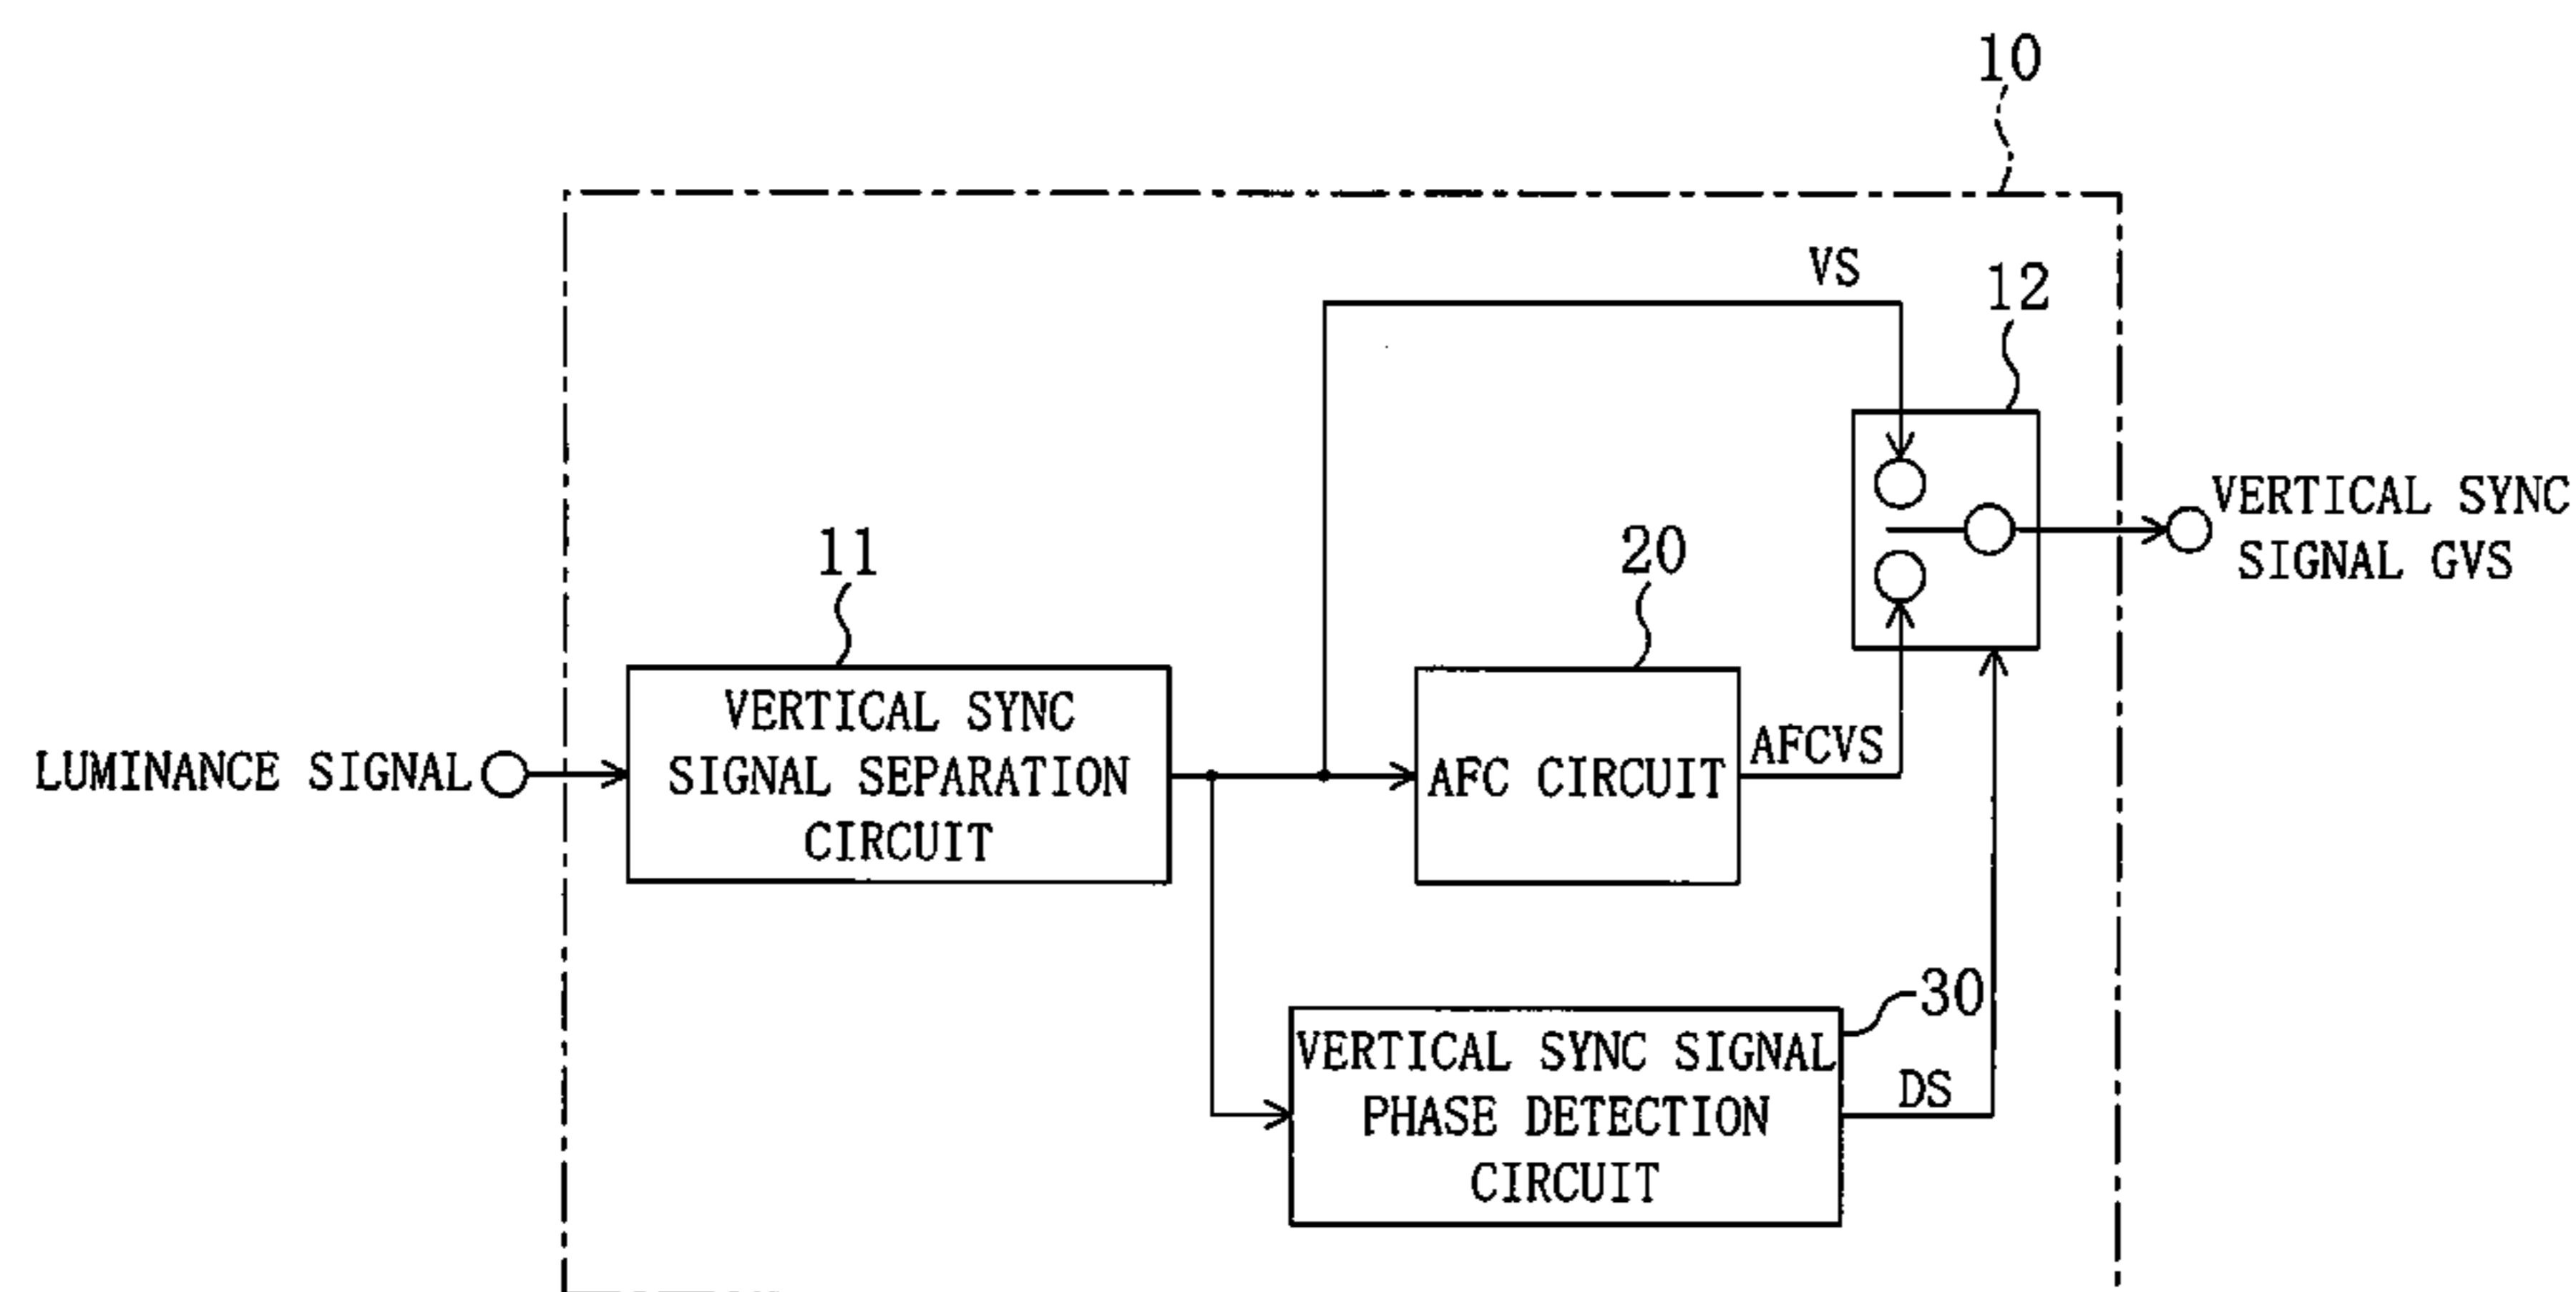 10
VS
12
VERTICAL SYNC
SIGNAL GVS
11
20
VERTICAL SYNC
SIGNAL SEPARATION
CIRCUIT
LUMINANCE SIGNAL
AFC CIRCUIT
AFCVS
30
VERTICAL SYNC SIGNAL
PHASE DETECTION
CIRCUIT
DS